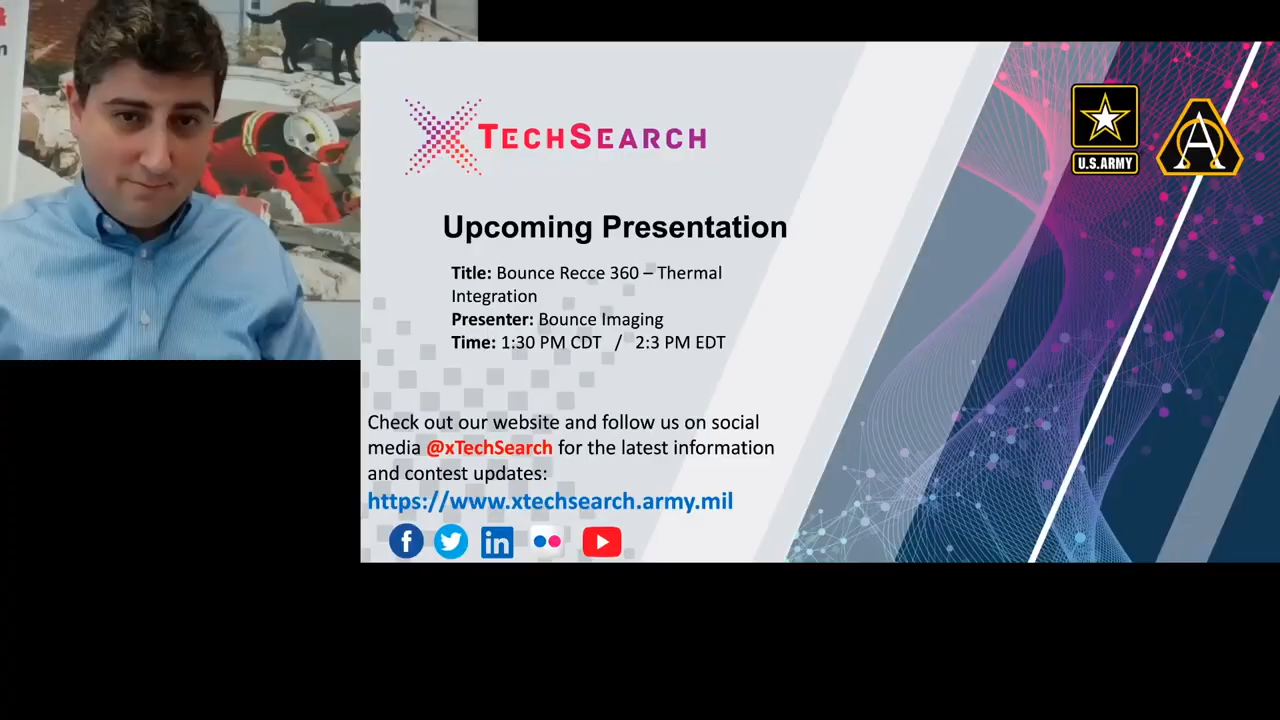 TECHSEARCH
U.S.ARMY
Upcoming Presentation
Title: Bounce Recce 360 – Thermal
Integration
Presenter: Bounce Imaging
Time: 1:30 PM CDT / 2:3 PM EDT
Check out our website and follow us on social
media @xTechSearch for the latest information
and contest updates:
https://www.xtechsearch.army.mil